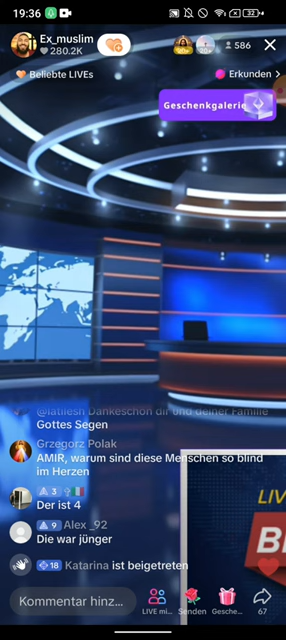 19:36
32
Ex_muslim
280.2K
586
Beliebte LIVEs
Erkunden
Geschenkgalerie
@latifesh Dankeschön dir und deiner Familie
Gottes Segen
Grzegorz Polak
AMIR, warum sind diese Menschen so blind
im Herzen
3
Der ist 4
9 Alex _92
Die war jünger
18 Katarina ist beigetreten
LIV
B
Kommentar hinz...
LIVE mi...
Senden
Gesche...
67